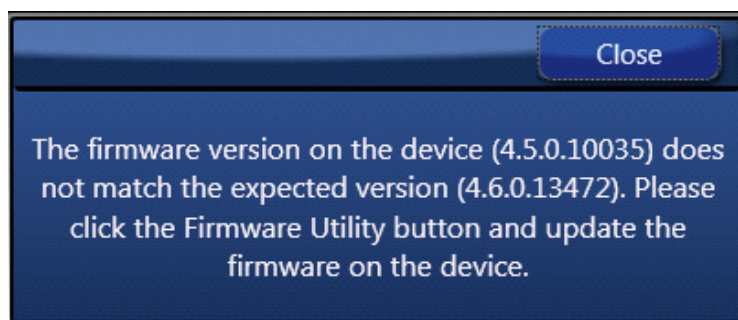 Close
The firmware version on the device (4.5.0.10035) does
not match the expected version (4.6.0.13472). Please
click the Firmware Utility button and update the
firmware on the device.